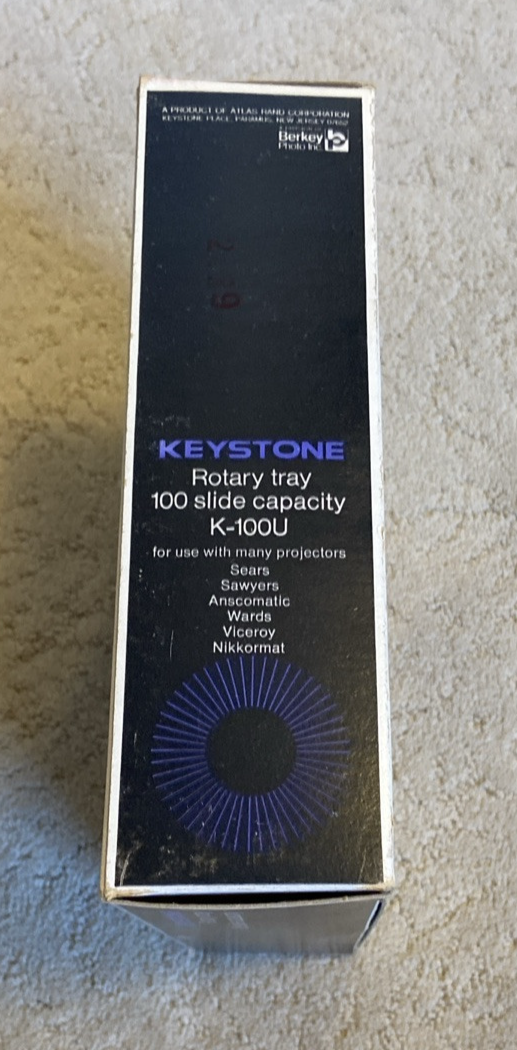 A PRODUCT OF ATLAS RAND CORPORATION
KEYSTONE PLACE, PARAMUS, NEW JERSEY 07652
Berkey
Photo Inc.
KEYSTONE
Rotary tray
100 slide capacity
K-100U
for use with many projectors
Sears
Sawyers
Anscomatic
Wards
Viceroy
Nikkormat